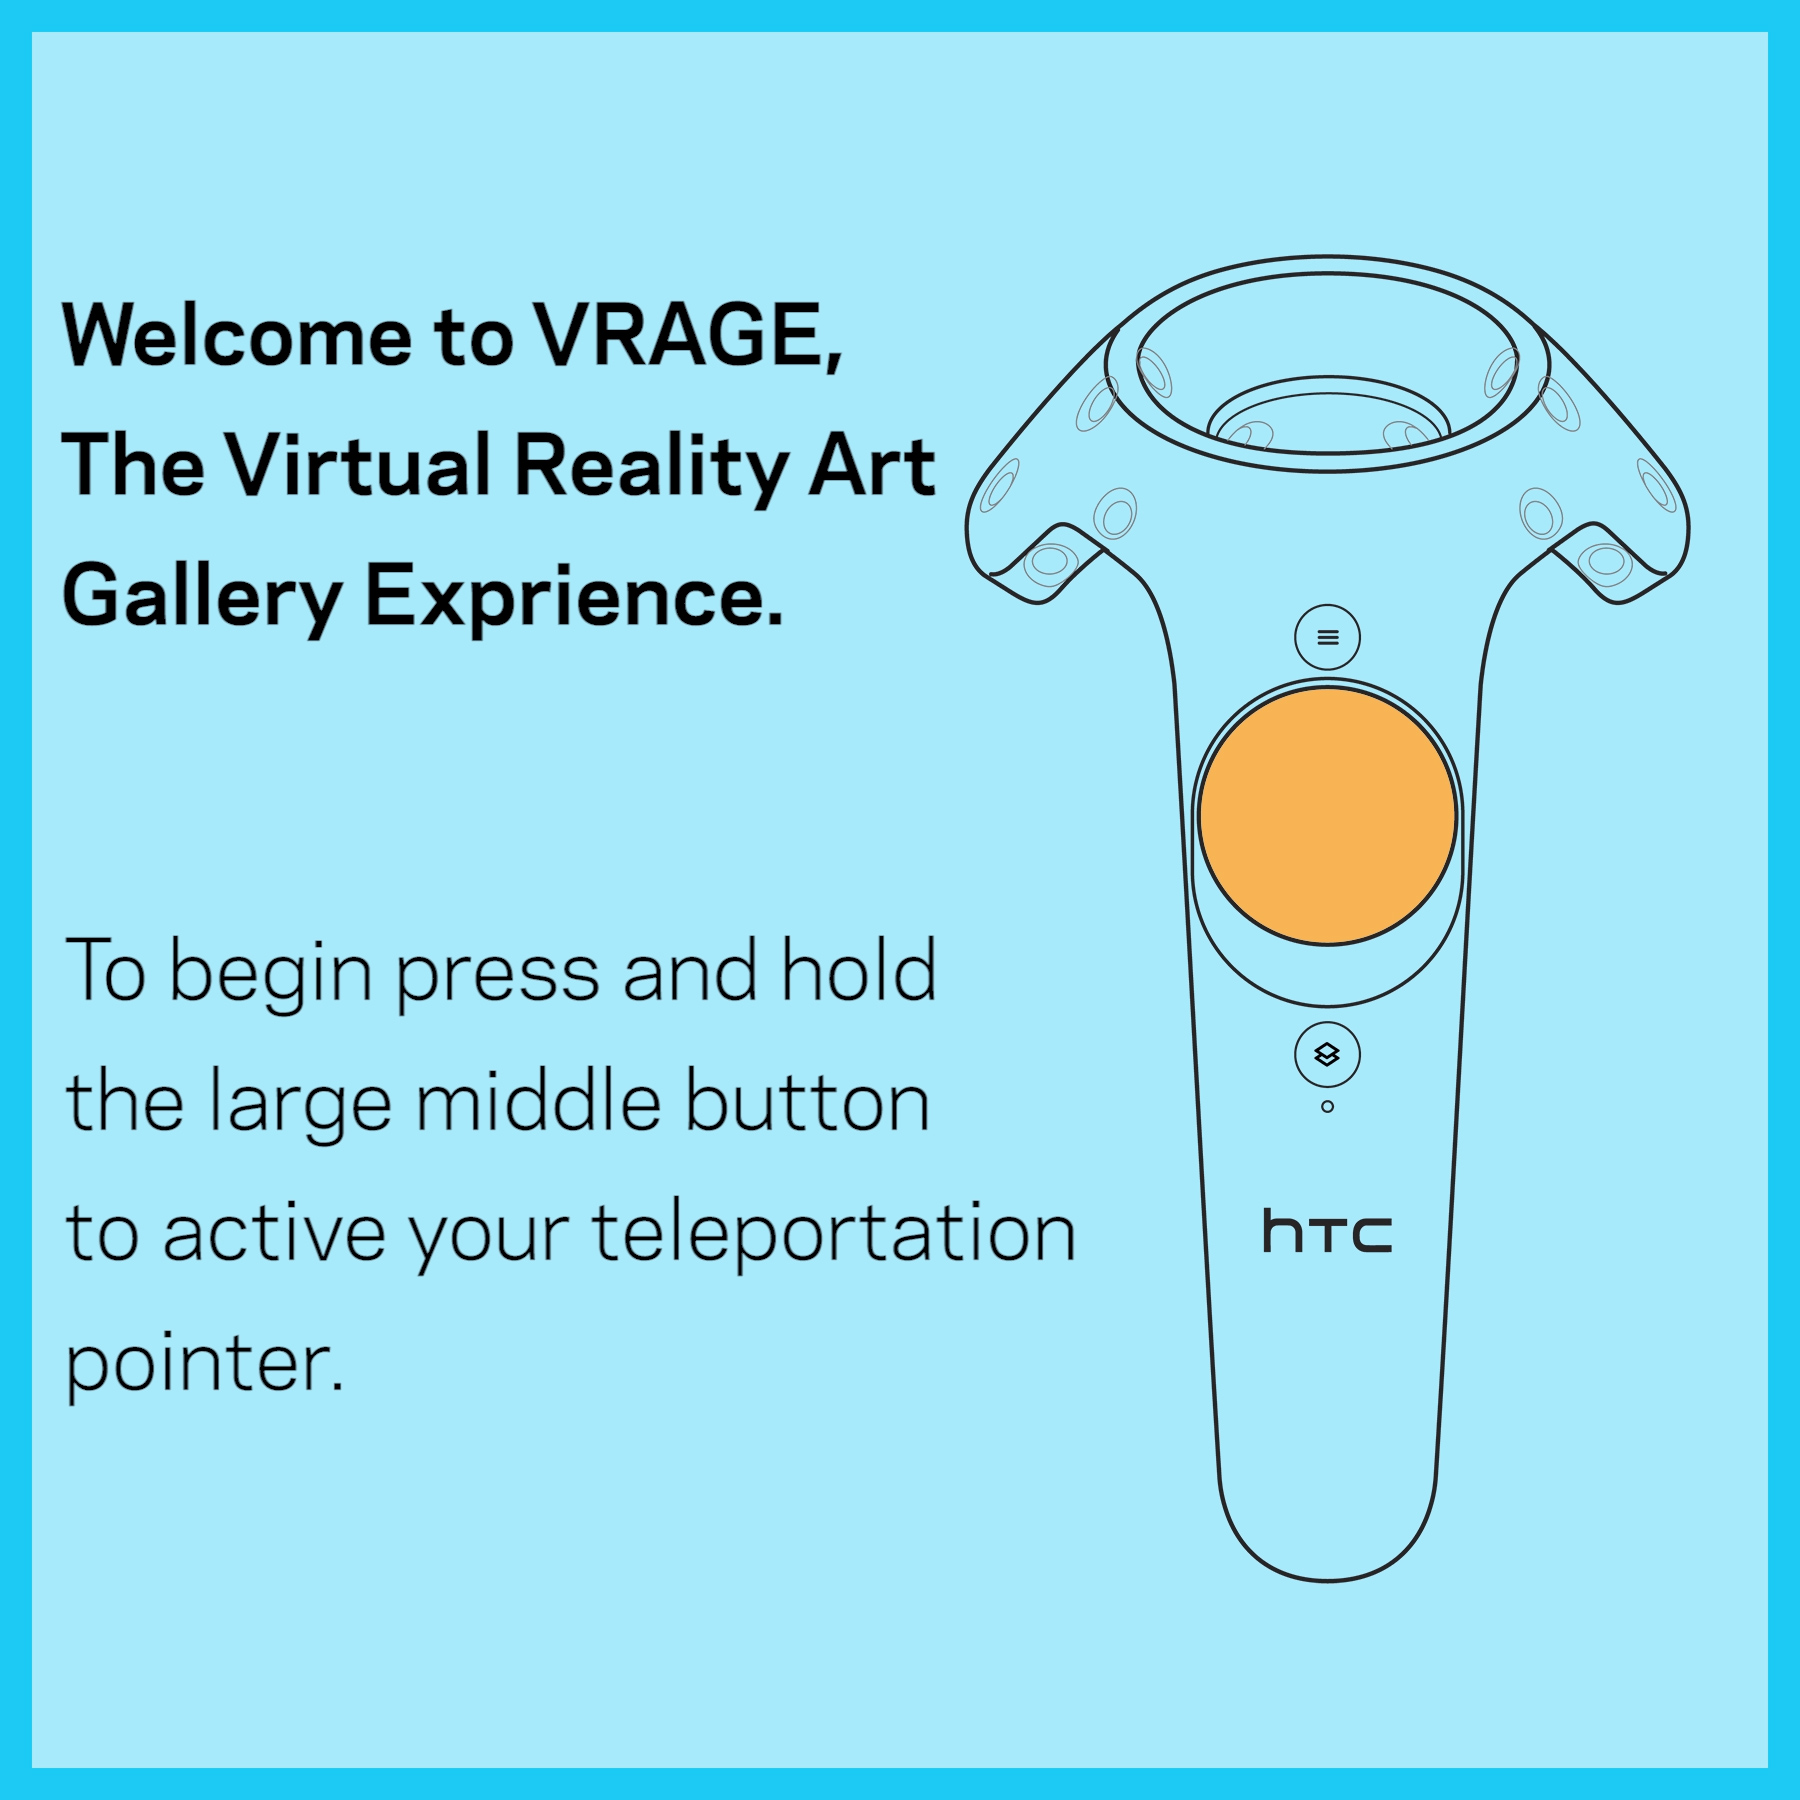 Welcome to VRAGE,
The Virtual Reality Art
Gallery Exprience.
To begin press and hold
the large middle button
to active your teleportation
pointer.
hTC